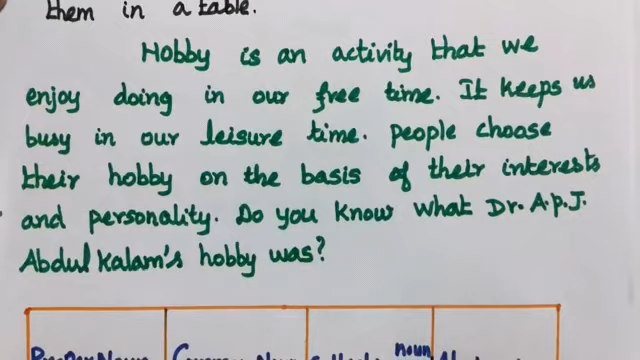 them in a table.
Hobby is an activity that we
enjoy doing in our free time. It keeps us
busy in our leisure time. people choose
their hobby on the basis of their interests
and personality. Do you know what Dr. A.p.J.
Abdul Kalam's hobby was?
noun